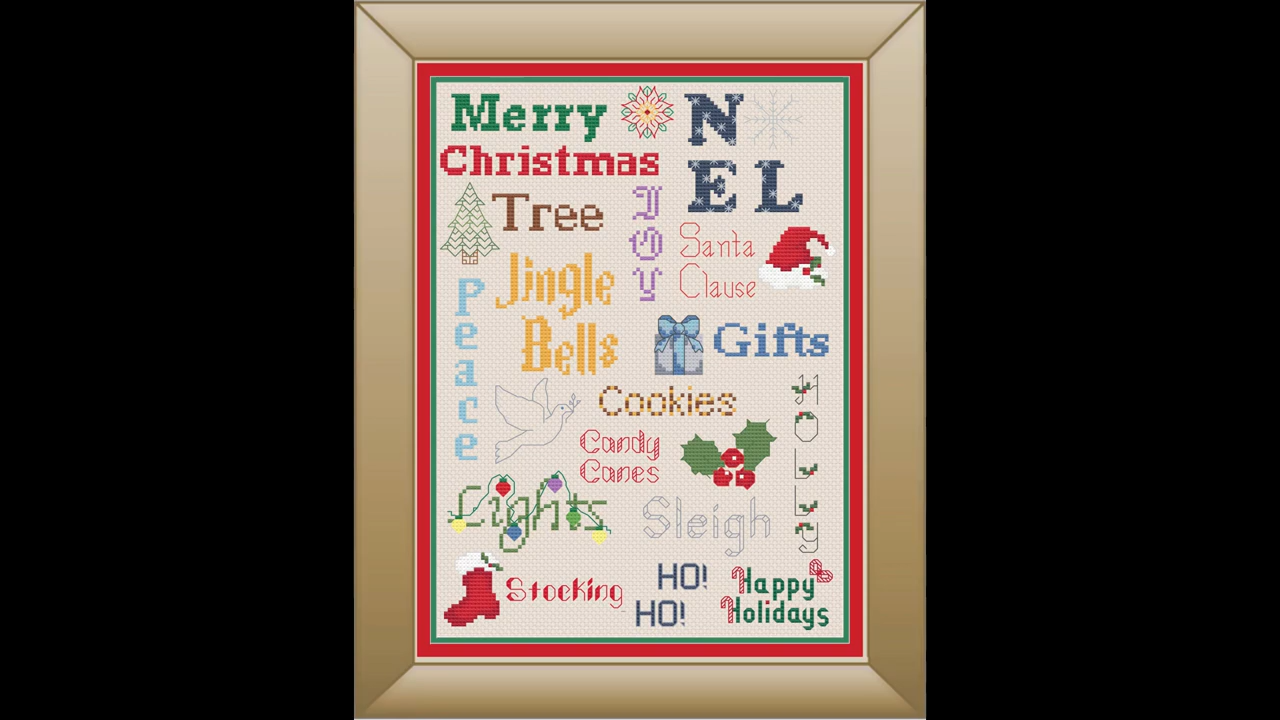 Merry
Christmas
N
E L
Tree
JOY
Santa
Clause
Jingle
Bells
Peace
Gifts
Cookies
Candy
Canes
HOLLY
Lights
Sleigh
Stocking
HO!
HO!
Happy
Holidays